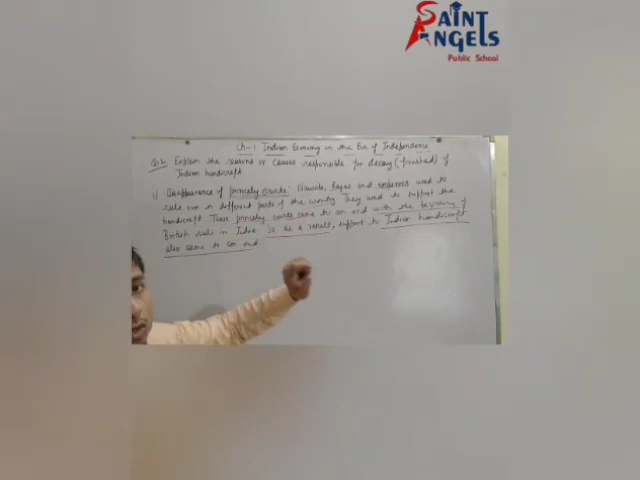 SAINT
ANGELS
Public School
Ch-1 Indian Economy on the Eve of Independence
Qn 2 Explain the reasons or causes responsible for decay (finished) of
Indian handicraft
1) Disappearance of princely courts: Nawabs, Rajas and emperors used to
rule in different parts of the country They used to support the
handicraft These princely courts came to an end with the beginning of
British rule in India So as a result, support to Indian handicraft
also came to an end.